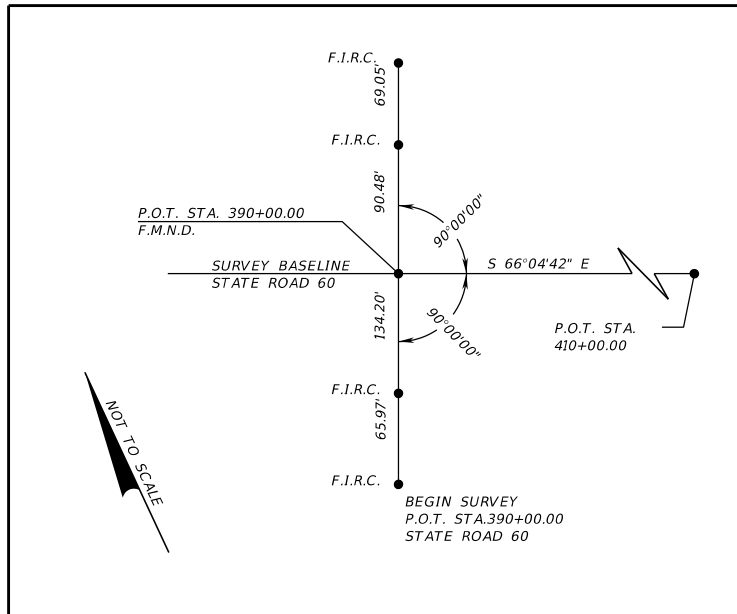 F.I.R.C.
69.05'
F.I.R.C.
90.48'
90°00'00"
P.O.T. STA. 390+00.00
F.M.N.D.
SURVEY BASELINE
STATE ROAD 60
S 66°04'42" E
134.20'
90°00'00"
P.O.T. STA.
410+00.00
F.I.R.C.
65.97'
F.I.R.C.
NOT TO SCALE
BEGIN SURVEY
P.O.T. STA.390+00.00
STATE ROAD 60